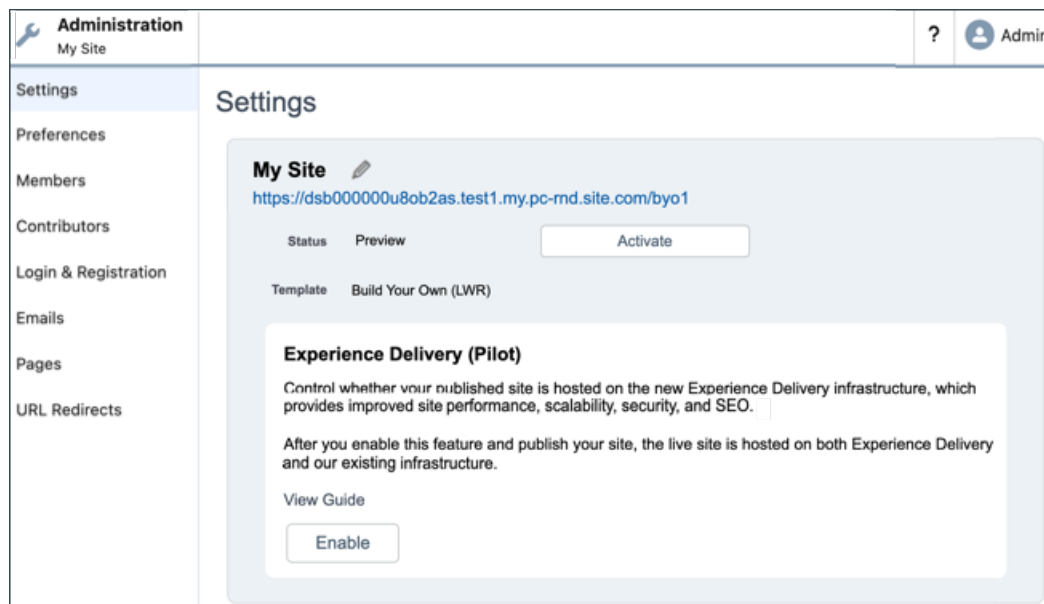 Administration
My Site
?
Admin
Settings
Preferences
Members
Contributors
Login & Registration
Emails
Pages
URL Redirects
Settings
My Site
https://dsb000000u8ob2as.test1.my.pc-rnd.site.com/byo1
Status Preview Activate
Template Build Your Own (LWR)
Experience Delivery (Pilot)
Control whether your published site is hosted on the new Experience Delivery infrastructure, which
provides improved site performance, scalability, security, and SEO.
After you enable this feature and publish your site, the live site is hosted on both Experience Delivery
and our existing infrastructure.
View Guide
Enable